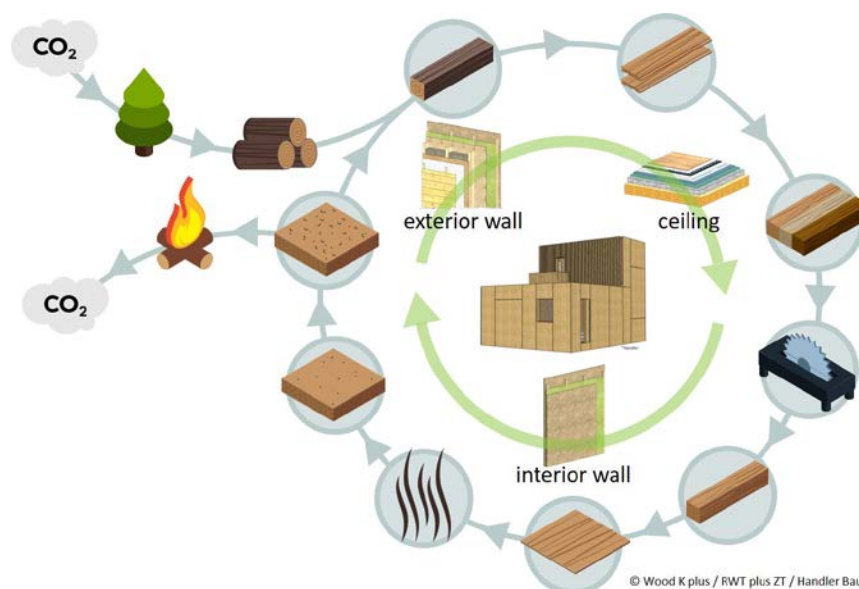 CO₂
exterior wall
ceiling
CO₂
interior wall
© Wood K plus / RWT plus ZT / Handler Bau